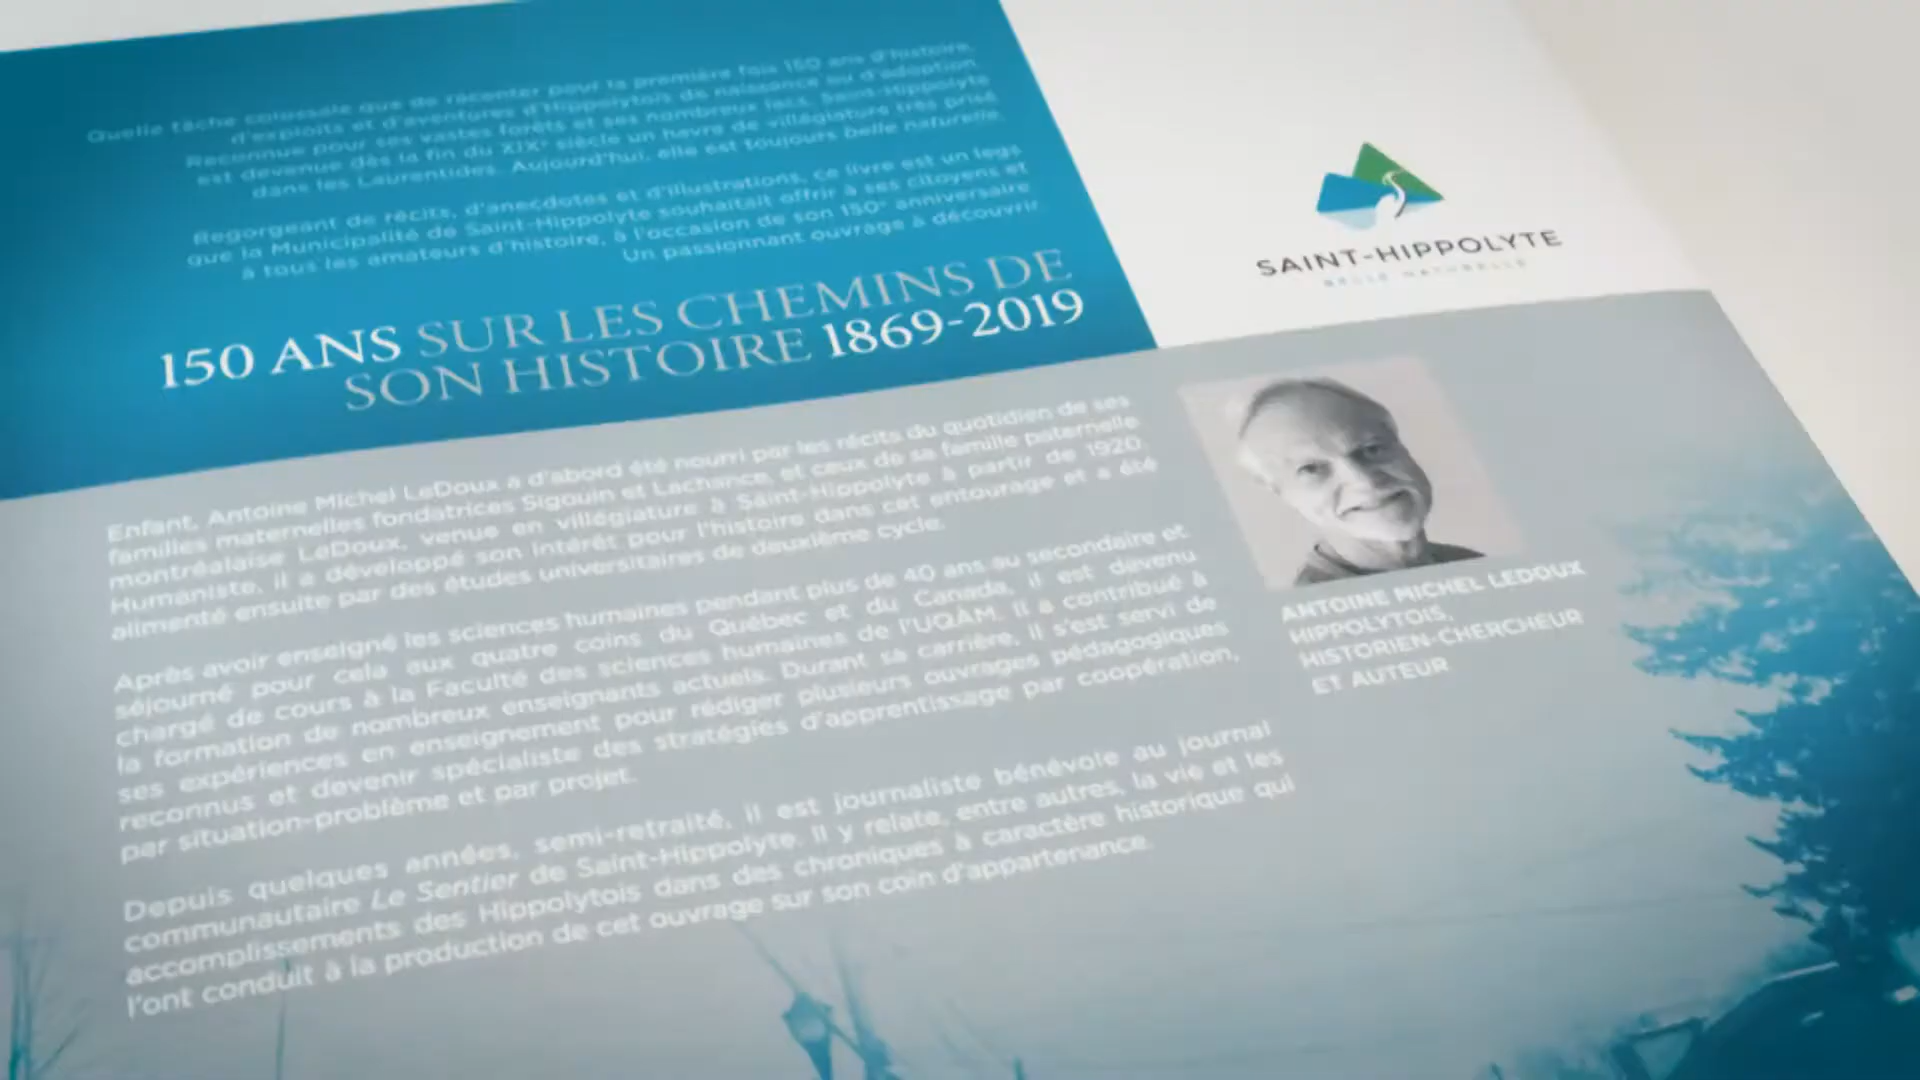 Quelle tâche colossale que de raconter pour la première fois 150 ans d'histoire,
d'exploits et d'aventures d'Hippolytois de naissance ou d'adoption.
Reconnue pour ses vastes forêts et ses nombreux lacs, Saint-Hippolyte
est devenue dès la fin du XIXe siècle un havre de villégiature très prisé
dans les Laurentides. Aujourd'hui, elle est toujours belle naturelle.
Regorgeant de récits, d'anecdotes et d'illustrations, ce livre est un legs
que la Municipalité de Saint-Hippolyte souhaitait offrir à ses citoyens et
à tous les amateurs d'histoire, à l'occasion de son 150e anniversaire
Un passionnant ouvrage à découvrir
150 ANS SUR LES CHEMINS DE
SON HISTOIRE 1869-2019
SAINT-HIPPOLYTE
BELLE NATURELLE
Enfant, Antoine Michel LeDoux a d'abord été nourri par les récits du quotidien de ses
familles maternelles fondatrices Sigouin et Lachance, et ceux de sa famille paternelle
montréalaise LeDoux, venue en villégiature à Saint-Hippolyte à partir de 1920.
Humaniste, il a développé son intérêt pour l'histoire dans cet entourage et a été
alimenté ensuite par des études universitaires de deuxième cycle.
Après avoir enseigné les sciences humaines pendant plus de 40 ans au secondaire et
séjourné pour cela aux quatre coins du Québec et du Canada, il est devenu
chargé de cours à la Faculté des sciences humaines de l'UQÀM. Il a contribué à
la formation de nombreux enseignants actuels. Durant sa carrière, il s'est servi de
ses expériences en enseignement pour rédiger plusieurs ouvrages pédagogiques
reconnus et devenir spécialiste des stratégies d'apprentissage par coopération,
par situation-problème et par projet.
Depuis quelques années, semi-retraité, il est journaliste bénévole au journal
communautaire Le Sentier de Saint-Hippolyte. Il y relate, entre autres, la vie et les
accomplissements des Hippolytois dans des chroniques à caractère historique qui
l'ont conduit à la production de cet ouvrage sur son coin d'appartenance.
ANTOINE MICHEL LEDOUX
HIPPOLYTOIS,
HISTORIEN-CHERCHEUR
ET AUTEUR